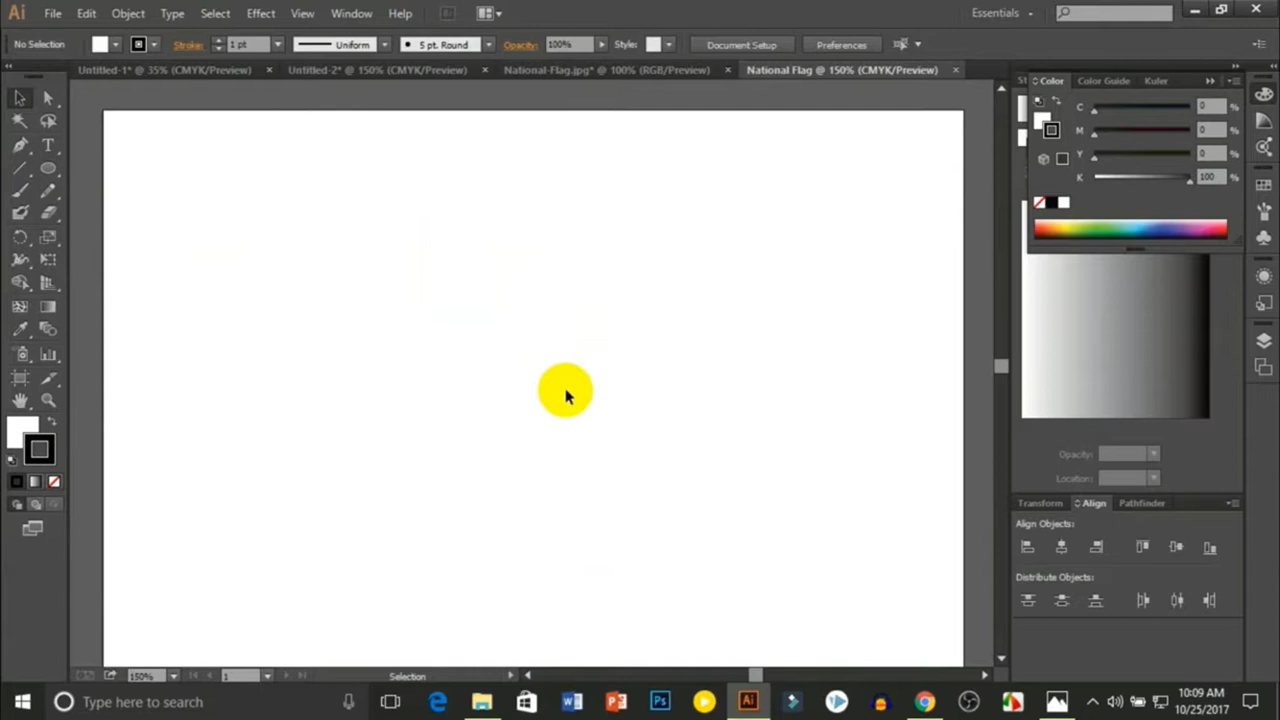 Ai File Edit Object Type Select Effect View Window Help Essentials
No Selection Stroke: 1 pt Uniform 5 pt. Round Opacity: 100% Style: Document Setup Preferences
Untitled-1* @ 35% (CMYK/Preview) Untitled-2* @ 150% (CMYK/Preview) National-Flag.jpg* @ 100% (RGB/Preview) National Flag @ 150% (CMYK/Preview)
Color Color Guide Kuler
C 0 %
M 0 %
Y 0 %
K 100 %
Opacity:
Location:
Transform Align Pathfinder
Align Objects:
Distribute Objects:
150% 1 Selection
Type here to search
10:09 AM
10/25/2017